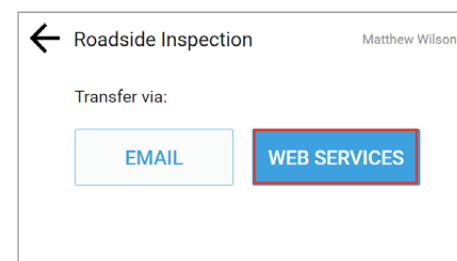 Roadside Inspection Matthew Wilson
Transfer via:
EMAIL WEB SERVICES